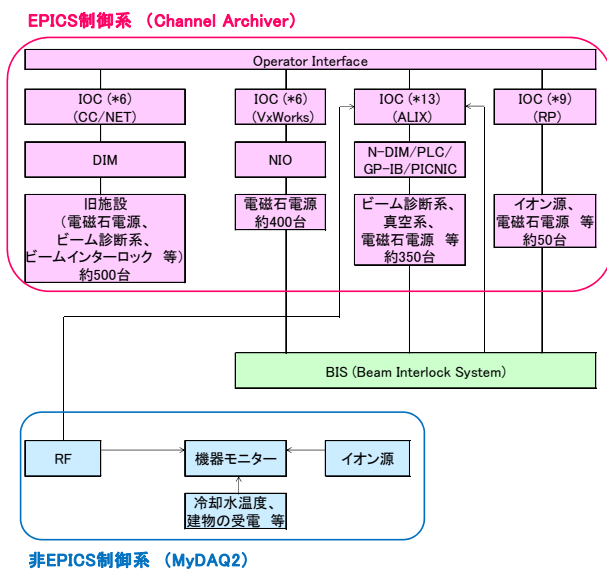 EPICS制御系 （Channel Archiver）
Operator Interface
IOC (*6)
(CC/NET)
IOC (*6)
(VxWorks)
IOC (*13)
(ALIX)
IOC (*9)
(RP)
DIM
NIO
N-DIM/PLC/
GP-IB/PICNIC
旧施設
(電磁石電源、
ビーム診断系、
ビームインターロック 等)
約500台
電磁石電源
約400台
ビーム診断系、
真空系、
電磁石電源 等
約350台
イオン源、
電磁石電源 等
約50台
BIS (Beam Interlock System)
RF
機器モニター
イオン源
冷却水温度、
建物の受電 等
非EPICS制御系 （MyDAQ2）